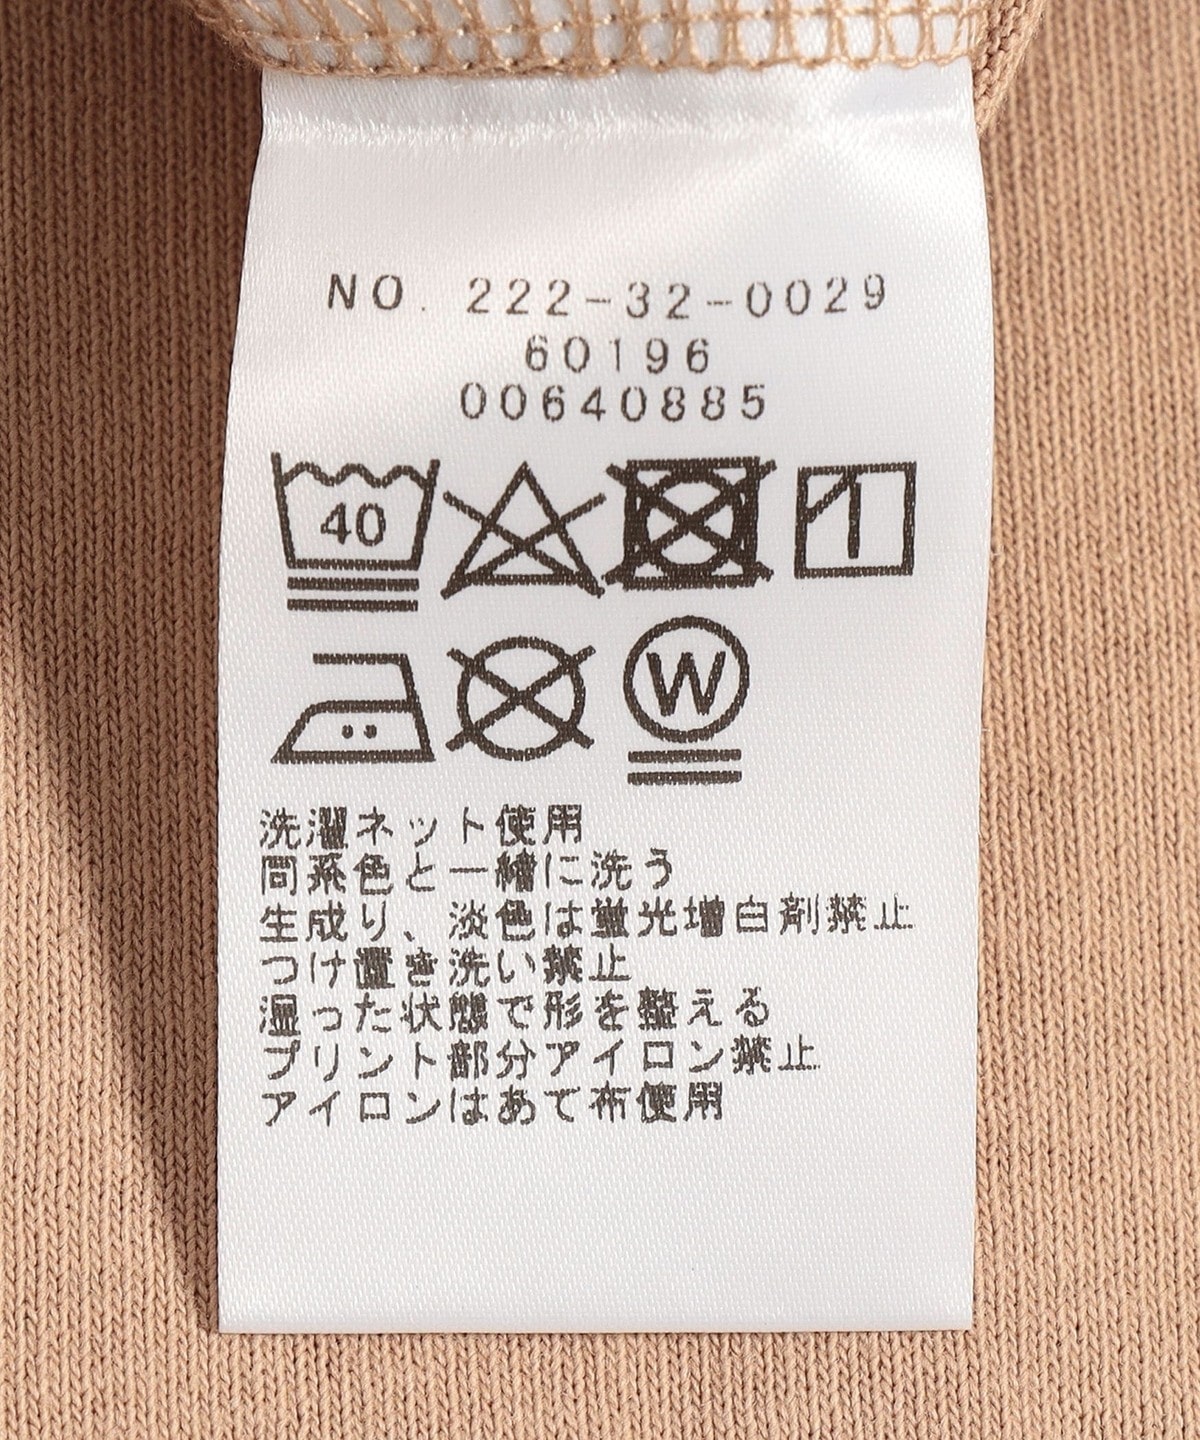 NO. 222-32-0029
60196
00640885
40
W
洗濯ネット使用
同系色と一緒に洗う
生成り、淡色は蛍光増白剤禁止
つけ置き洗い禁止
湿った状態で形を整える
プリント部分アイロン禁止
アイロンはあて布使用